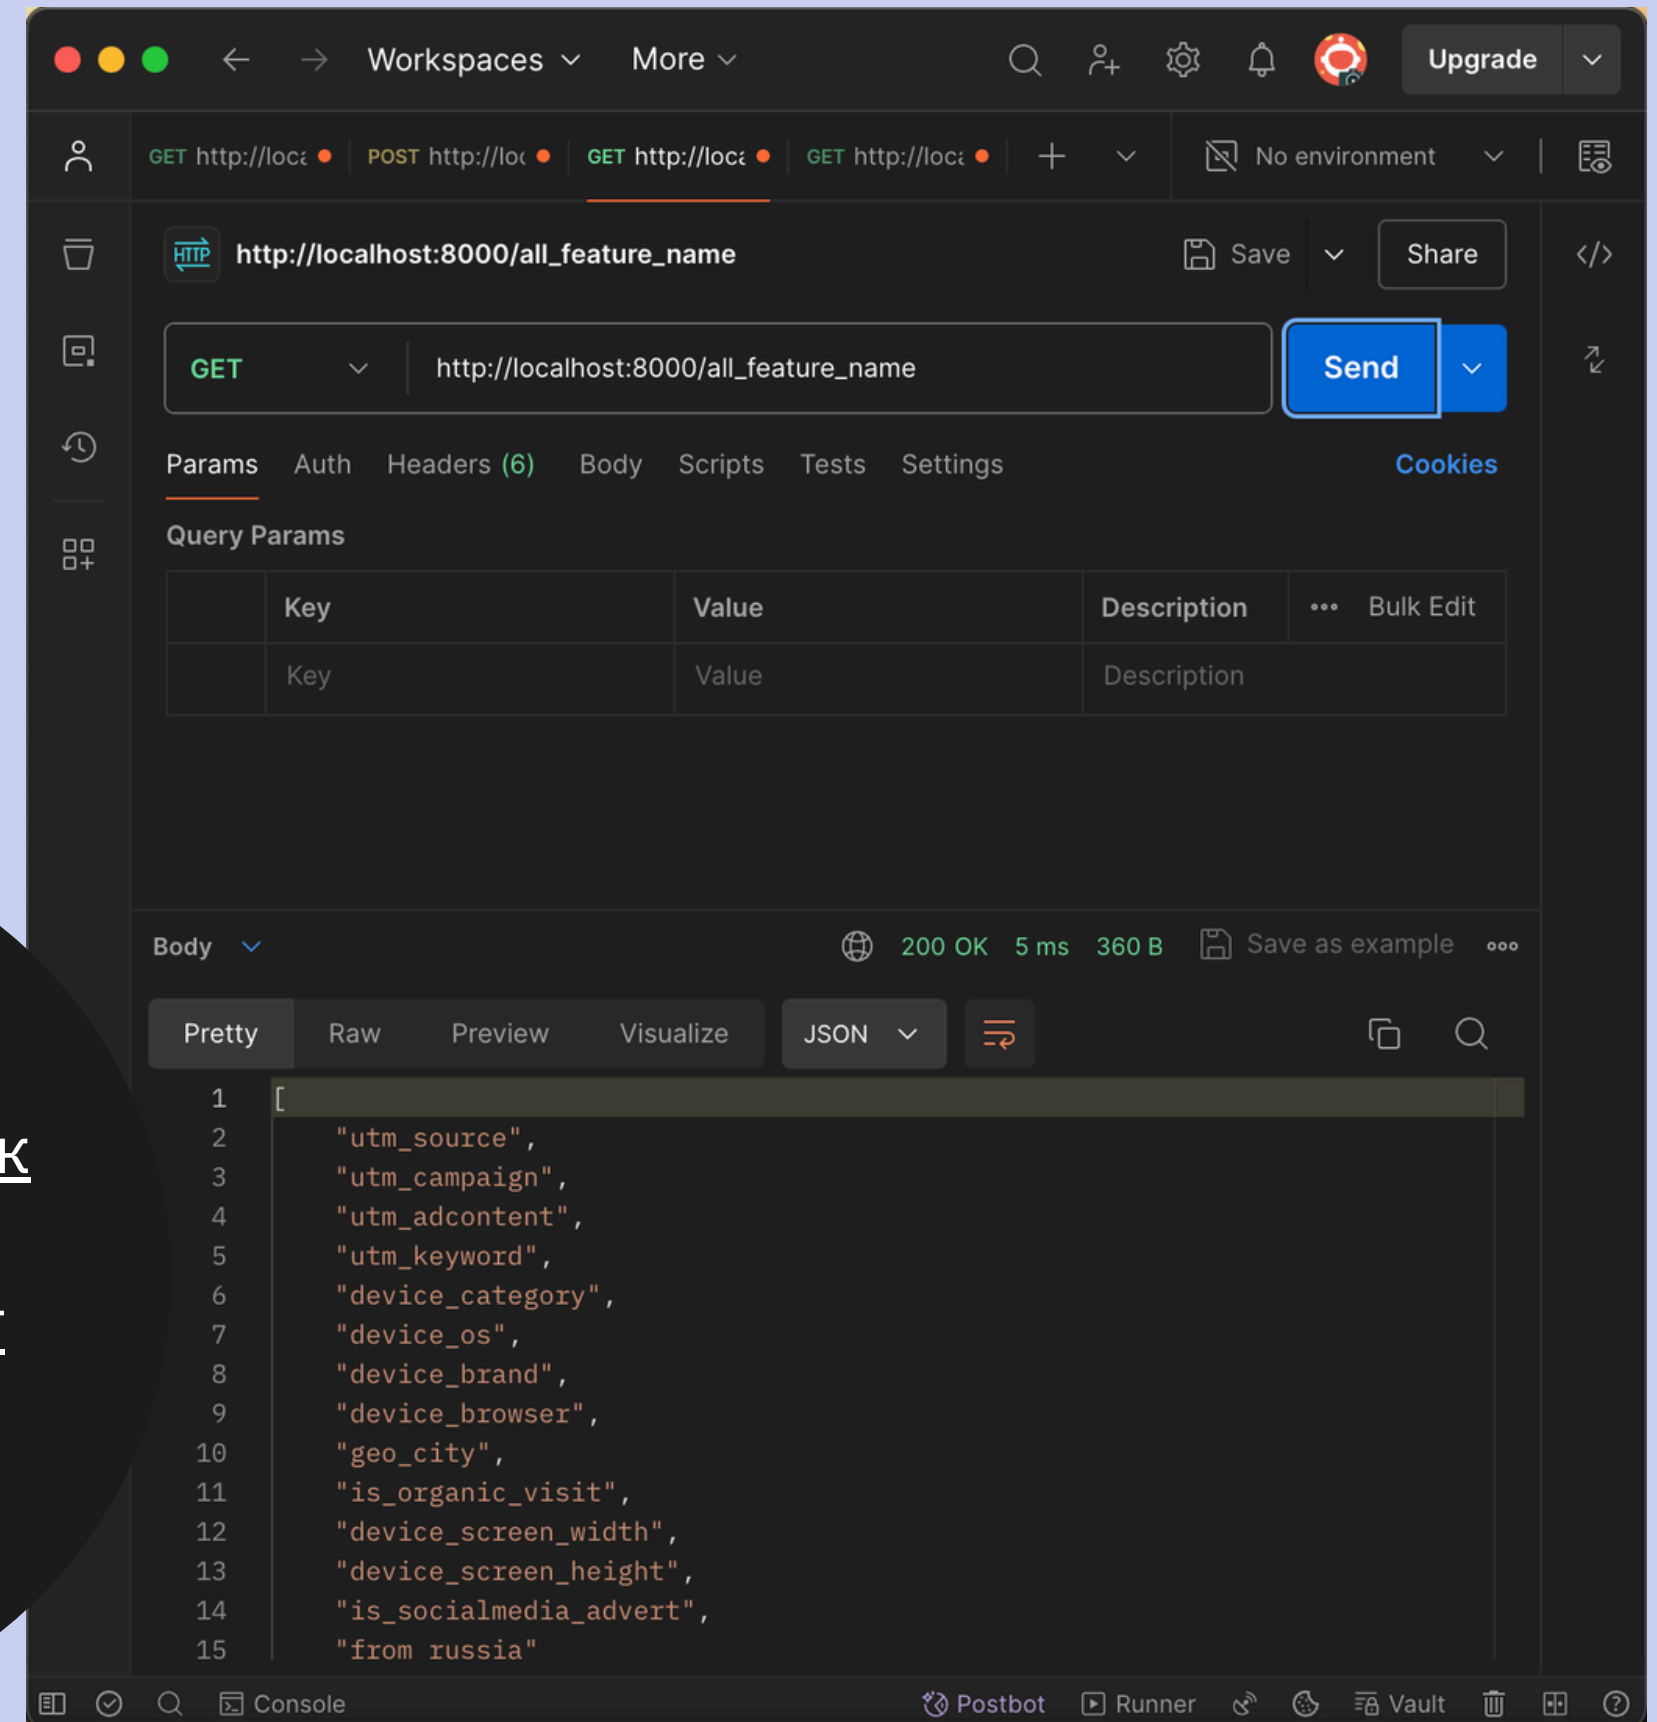 Workspaces More Upgrade
GET http://loca POST http://loc GET http://loca GET http://loca No environment
HTTP http://localhost:8000/all_feature_name Save Share
GET http://localhost:8000/all_feature_name Send
Params Auth Headers (6) Body Scripts Tests Settings Cookies
Query Params
Key Value Description Bulk Edit
Key Value Description
Body 200 OK 5 ms 360 B Save as example
Pretty Raw Preview Visualize JSON
1 [
2 "utm_source",
3 "utm_campaign",
4 "utm_adcontent",
5 "utm_keyword",
6 "device_category",
7 "device_os",
8 "device_brand",
9 "device_browser",
10 "geo_city",
11 "is_organic_visit",
12 "device_screen_width",
13 "device_screen_height",
14 "is_socialmedia_advert",
15 "from russia"
Console Postbot Runner Vault